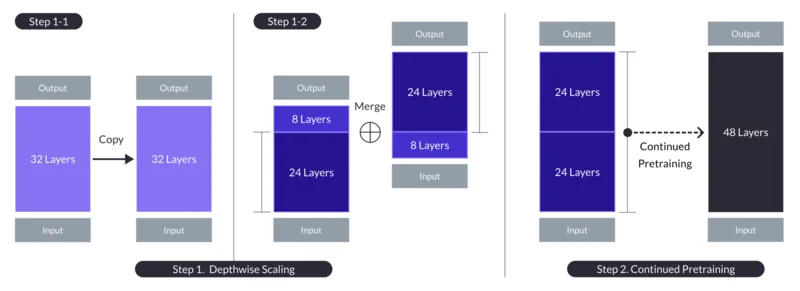 Step 1-1
Output
32 Layers
Input
Copy
Output
32 Layers
Input
Step 1-2
Output
8 Layers
24 Layers
Input
Merge
Output
24 Layers
8 Layers
Input
Step 1. Depthwise Scaling
Output
24 Layers
24 Layers
Input
Continued
Pretraining
Output
48 Layers
Input
Step 2. Continued Pretraining